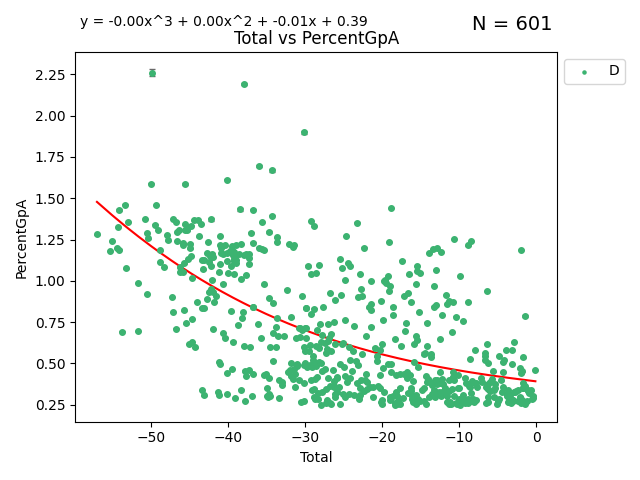 y = -0.00x^3 + 0.00x^2 + -0.01x + 0.39
N = 601
Total vs PercentGpA
D
PercentGpA
2.25
2.00
1.75
1.50
1.25
1.00
0.75
0.50
0.25
−50 −40 −30 −20 −10 0
Total